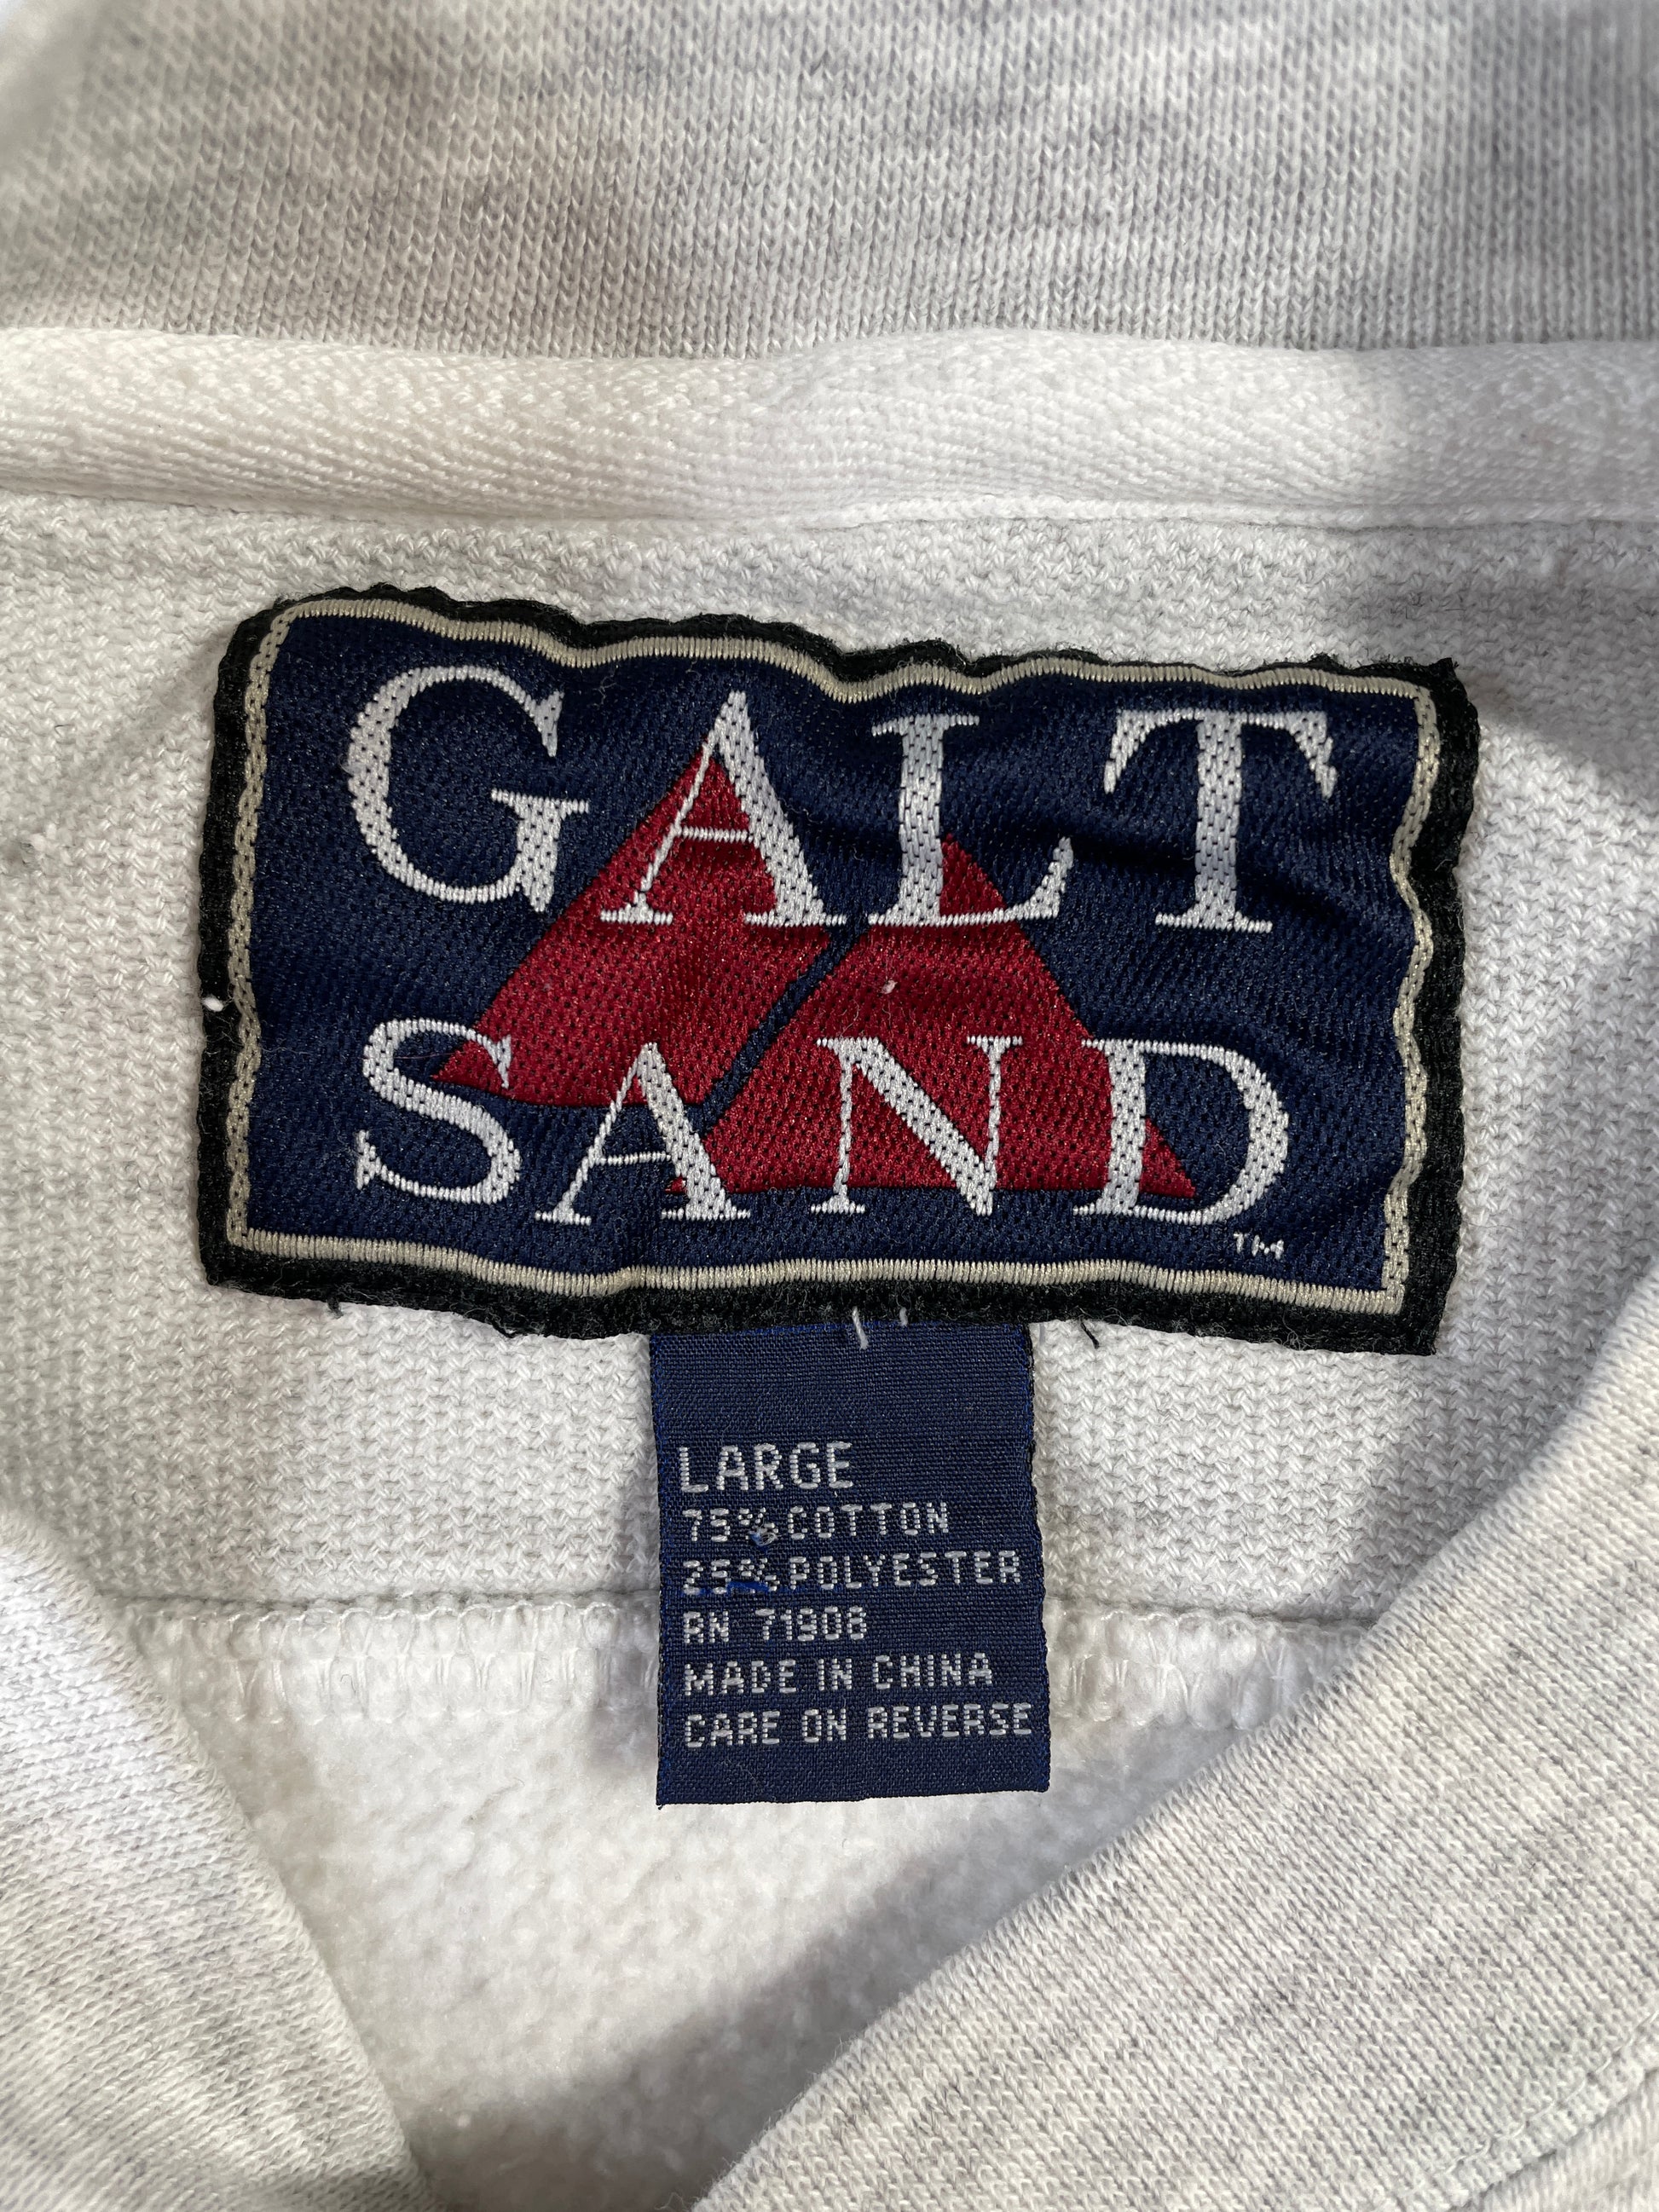 GALT
SAND
TM
LARGE
75% COTTON
25% POLYESTER
RN 71908
MADE IN CHINA
CARE ON REVERSE